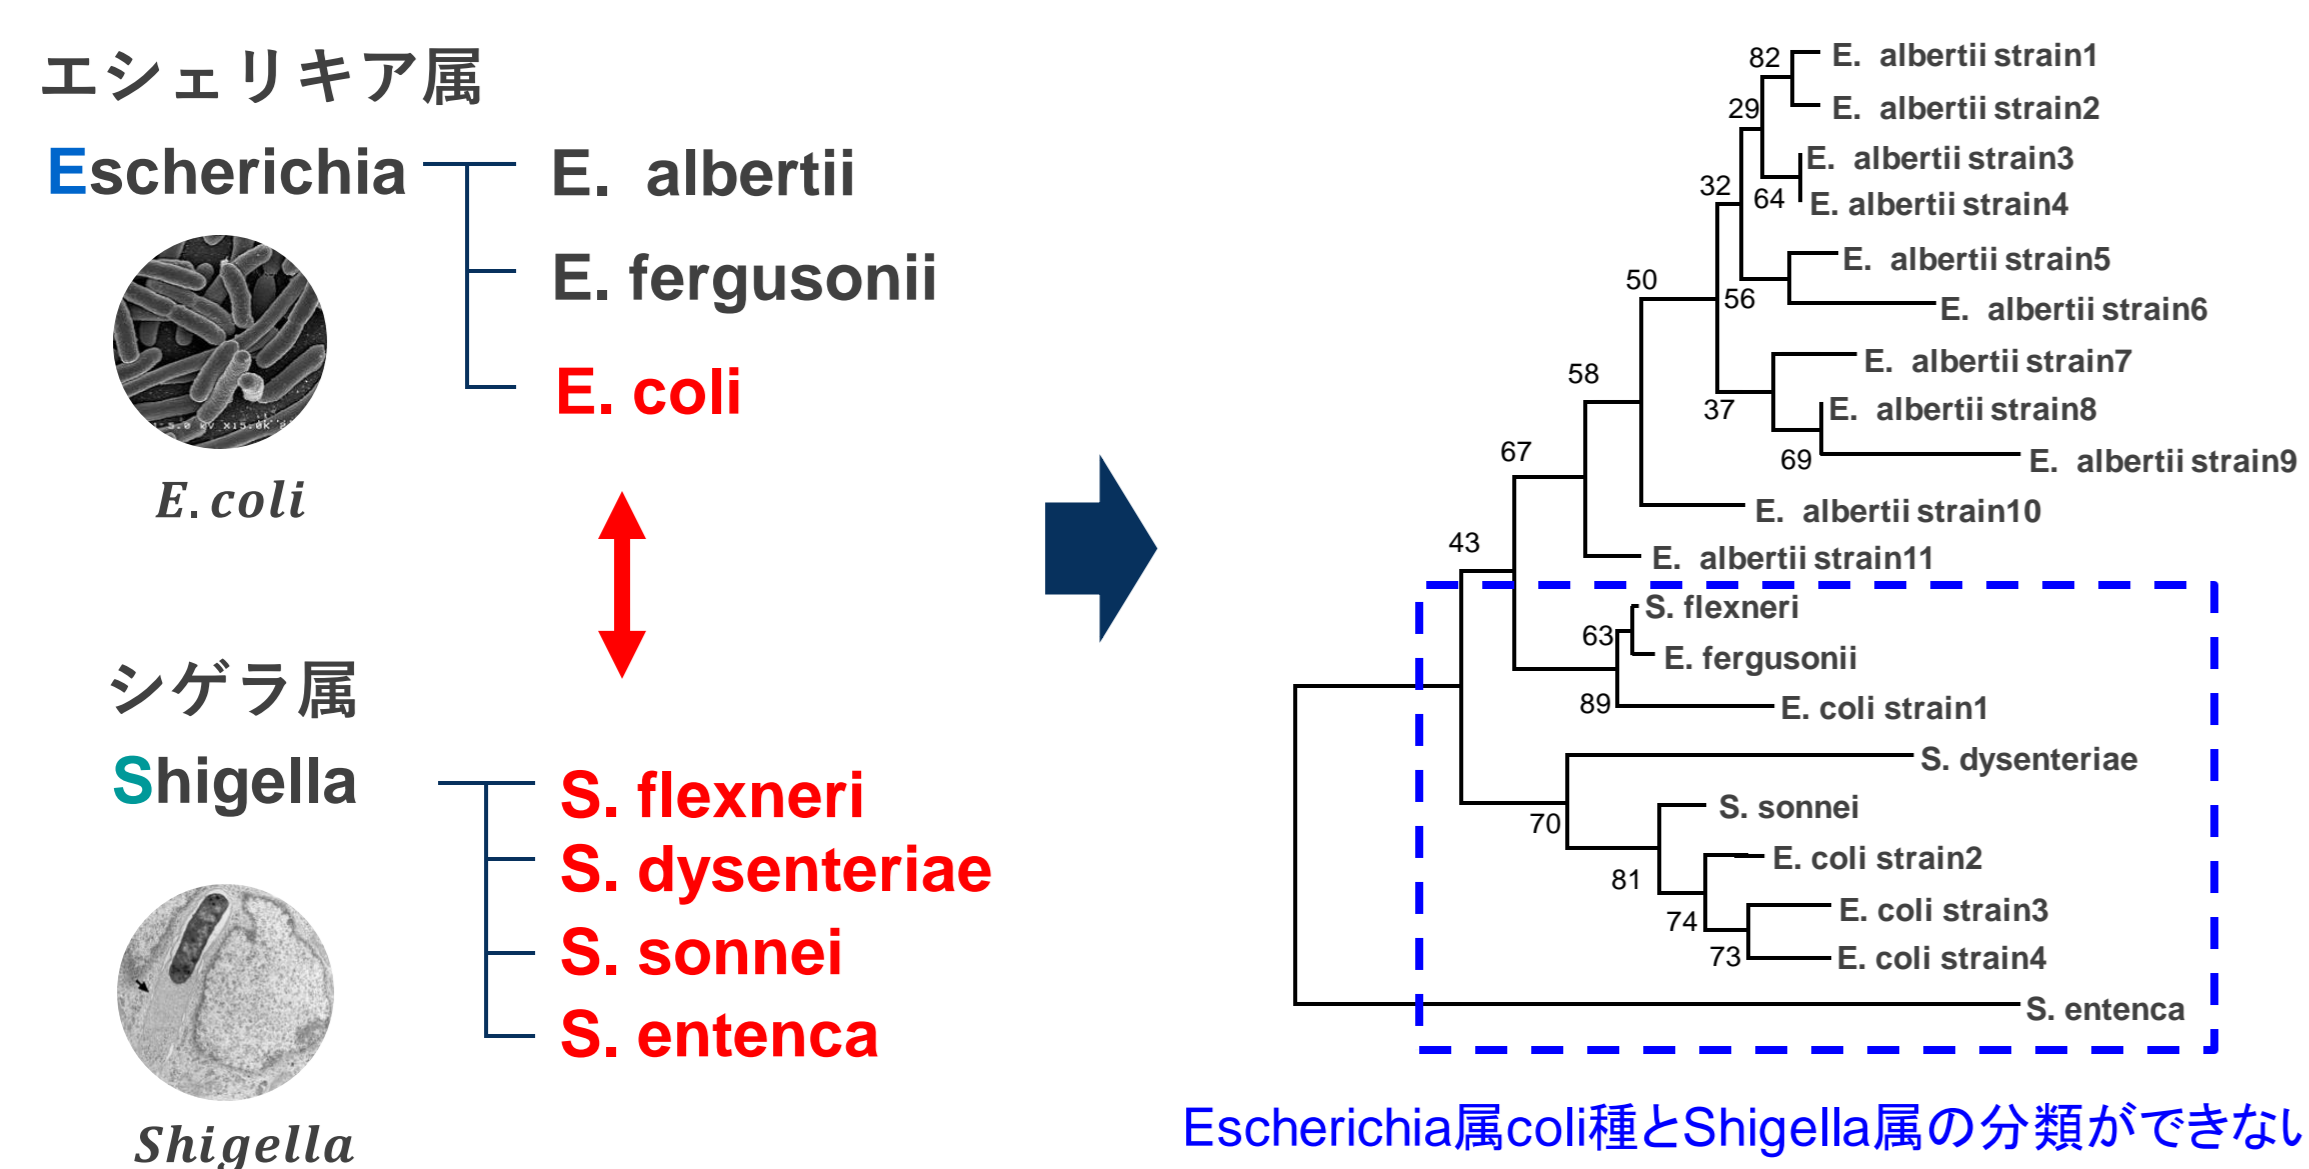 エシェリキア属
Escherichia
E. albertii
E. fergusonii
E. coli
5.0 kV X15.0K
E. coli
シゲラ属
Shigella
S. flexneri
S. dysenteriae
S. sonnei
S. entenca
Shigella
82
E. albertii strain1
E. albertii strain2
29
E. albertii strain3
32
64
E. albertii strain4
E. albertii strain5
50
56
E. albertii strain6
E. albertii strain7
58
37
E. albertii strain8
67
69
E. albertii strain9
E. albertii strain10
43
E. albertii strain11
S. flexneri
63
E. fergusonii
89
E. coli strain1
S. dysenteriae
S. sonnei
70
E. coli strain2
81
E. coli strain3
74
73
E. coli strain4
S. entenca
Escherichia属coli種とShigella属の分類ができない